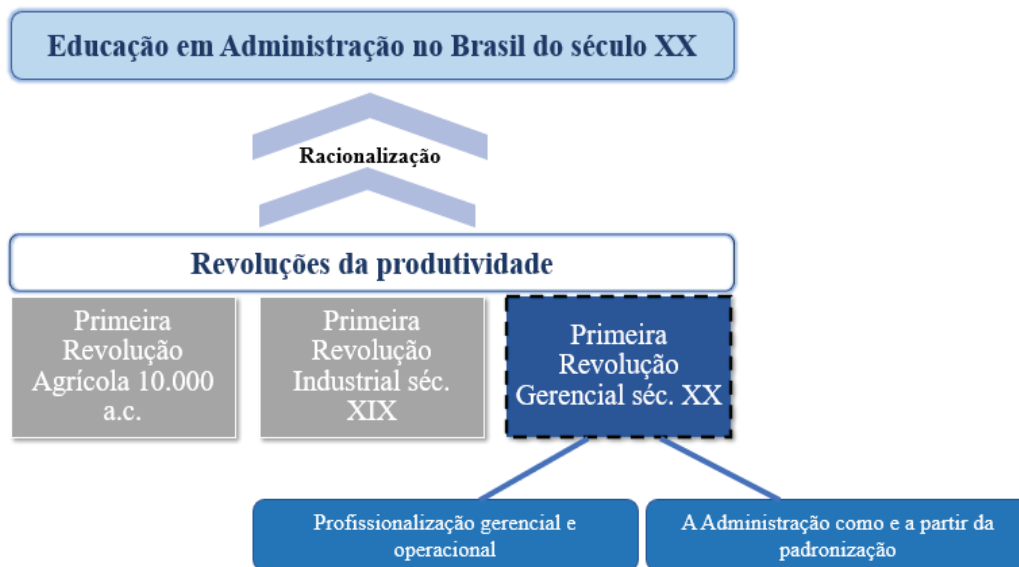 Educação em Administração no Brasil do século XX
Racionalização
Revoluções da produtividade
Primeira
Revolução
Agrícola 10.000
a.c.
Primeira
Revolução
Industrial séc.
XIX
Primeira
Revolução
Gerencial séc. XX
Profissionalização gerencial e
operacional
A Administração como e a partir da
padronização